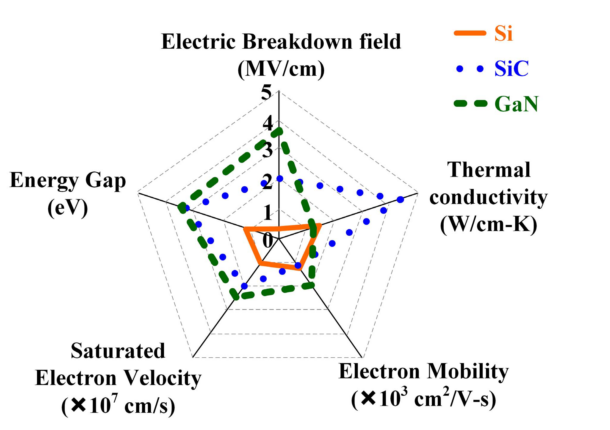 Electric Breakdown field
(MV/cm)
Si
SiC
GaN
5
4
3
2
1
0
Energy Gap
(eV)
Thermal
conductivity
(W/cm-K)
Saturated
Electron Velocity
(×10⁷ cm/s)
Electron Mobility
(×10³ cm²/V-s)